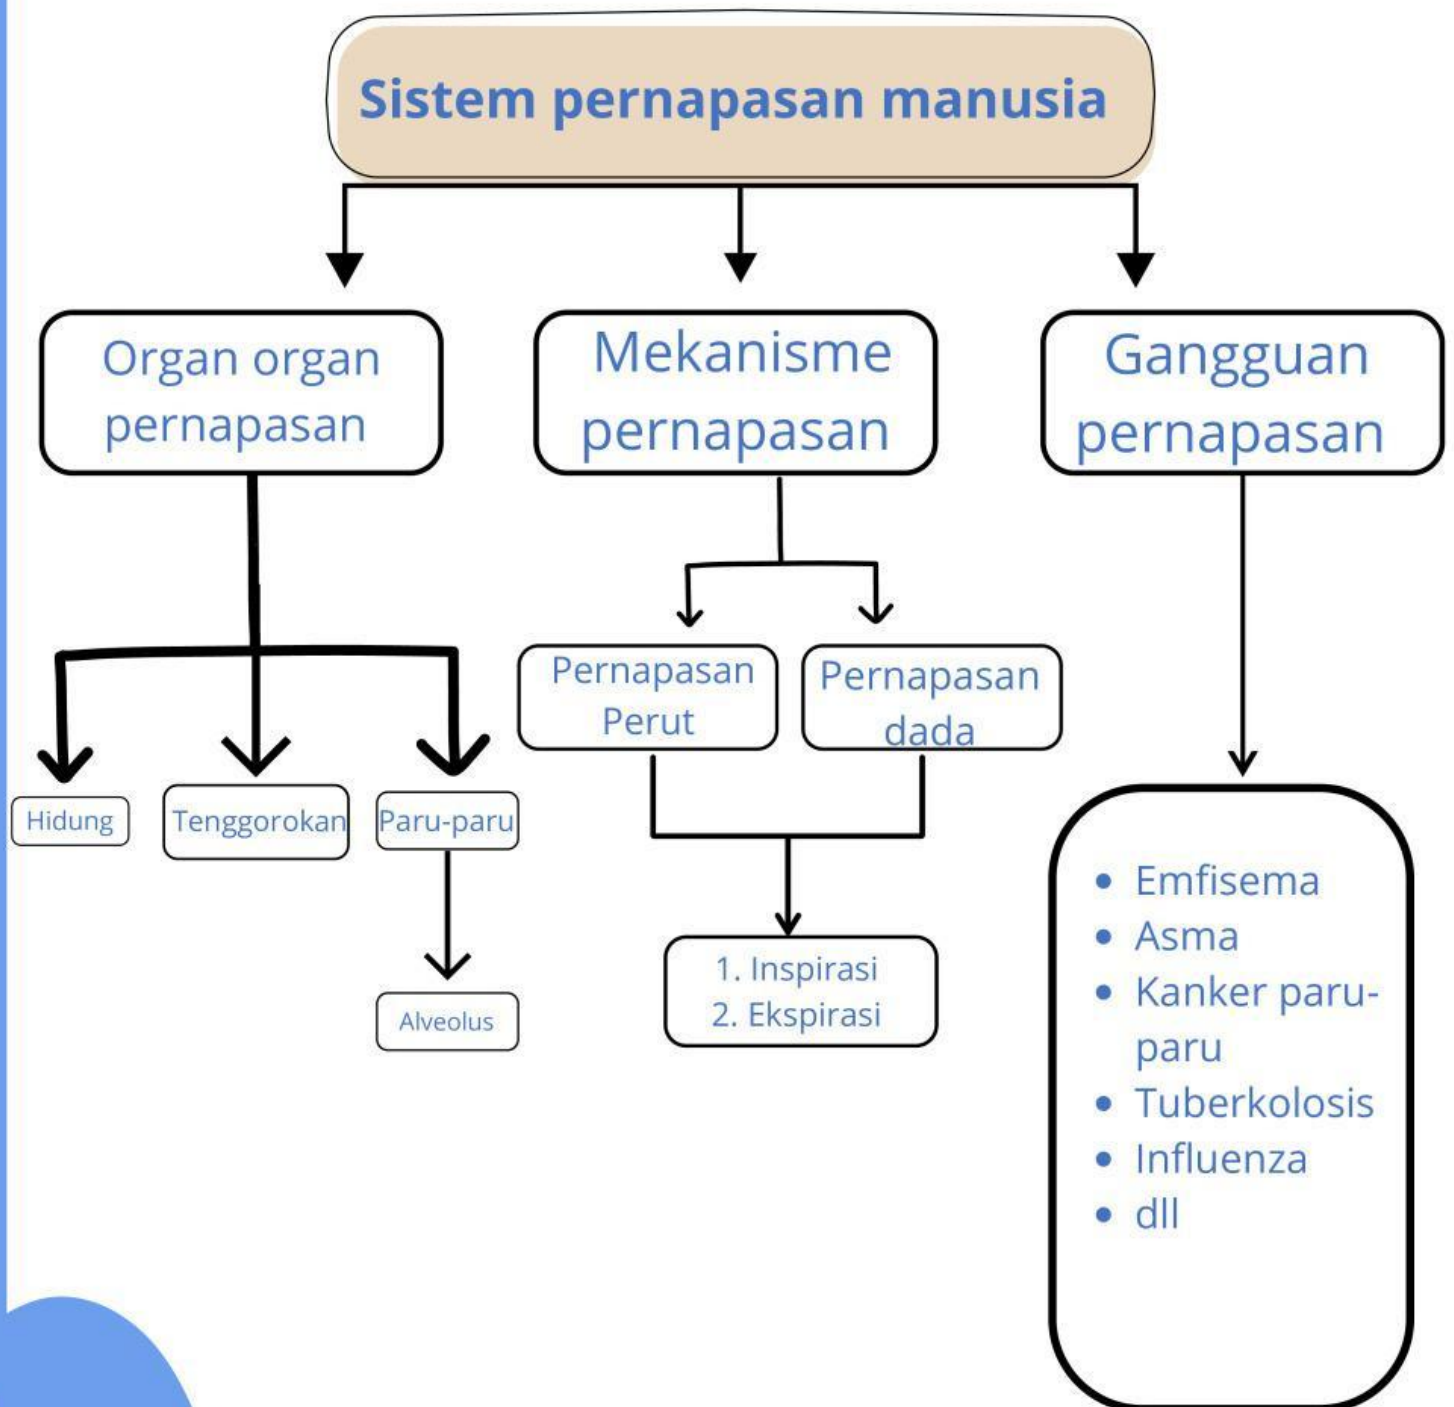 Sistem pernapasan manusia
Organ organ
pernapasan
Mekanisme
pernapasan
Gangguan
pernapasan
Hidung
Tenggorokan
Paru-paru
Alveolus
Pernapasan
Perut
Pernapasan
dada
1. Inspirasi
2. Ekspirasi
• Emfisema
• Asma
• Kanker paru-
paru
• Tuberkolosis
• Influenza
• dll